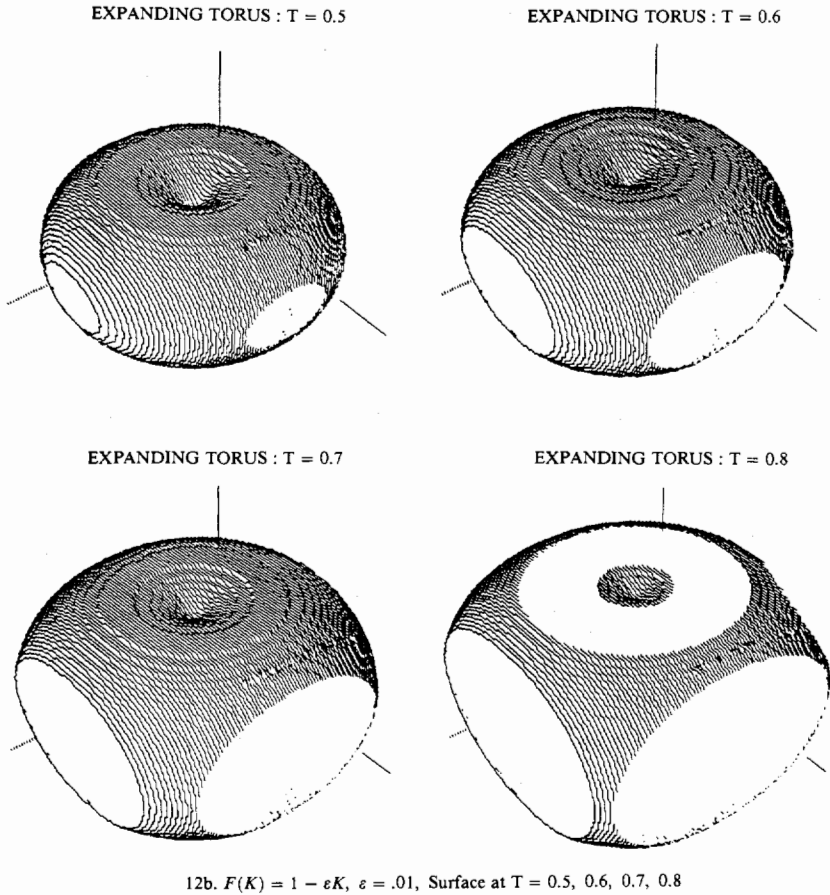 EXPANDING TORUS : T = 0.5
EXPANDING TORUS : T = 0.6
EXPANDING TORUS : T = 0.7
EXPANDING TORUS : T = 0.8
12b. F(K) = 1 − εK, ε = .01, Surface at T = 0.5, 0.6, 0.7, 0.8